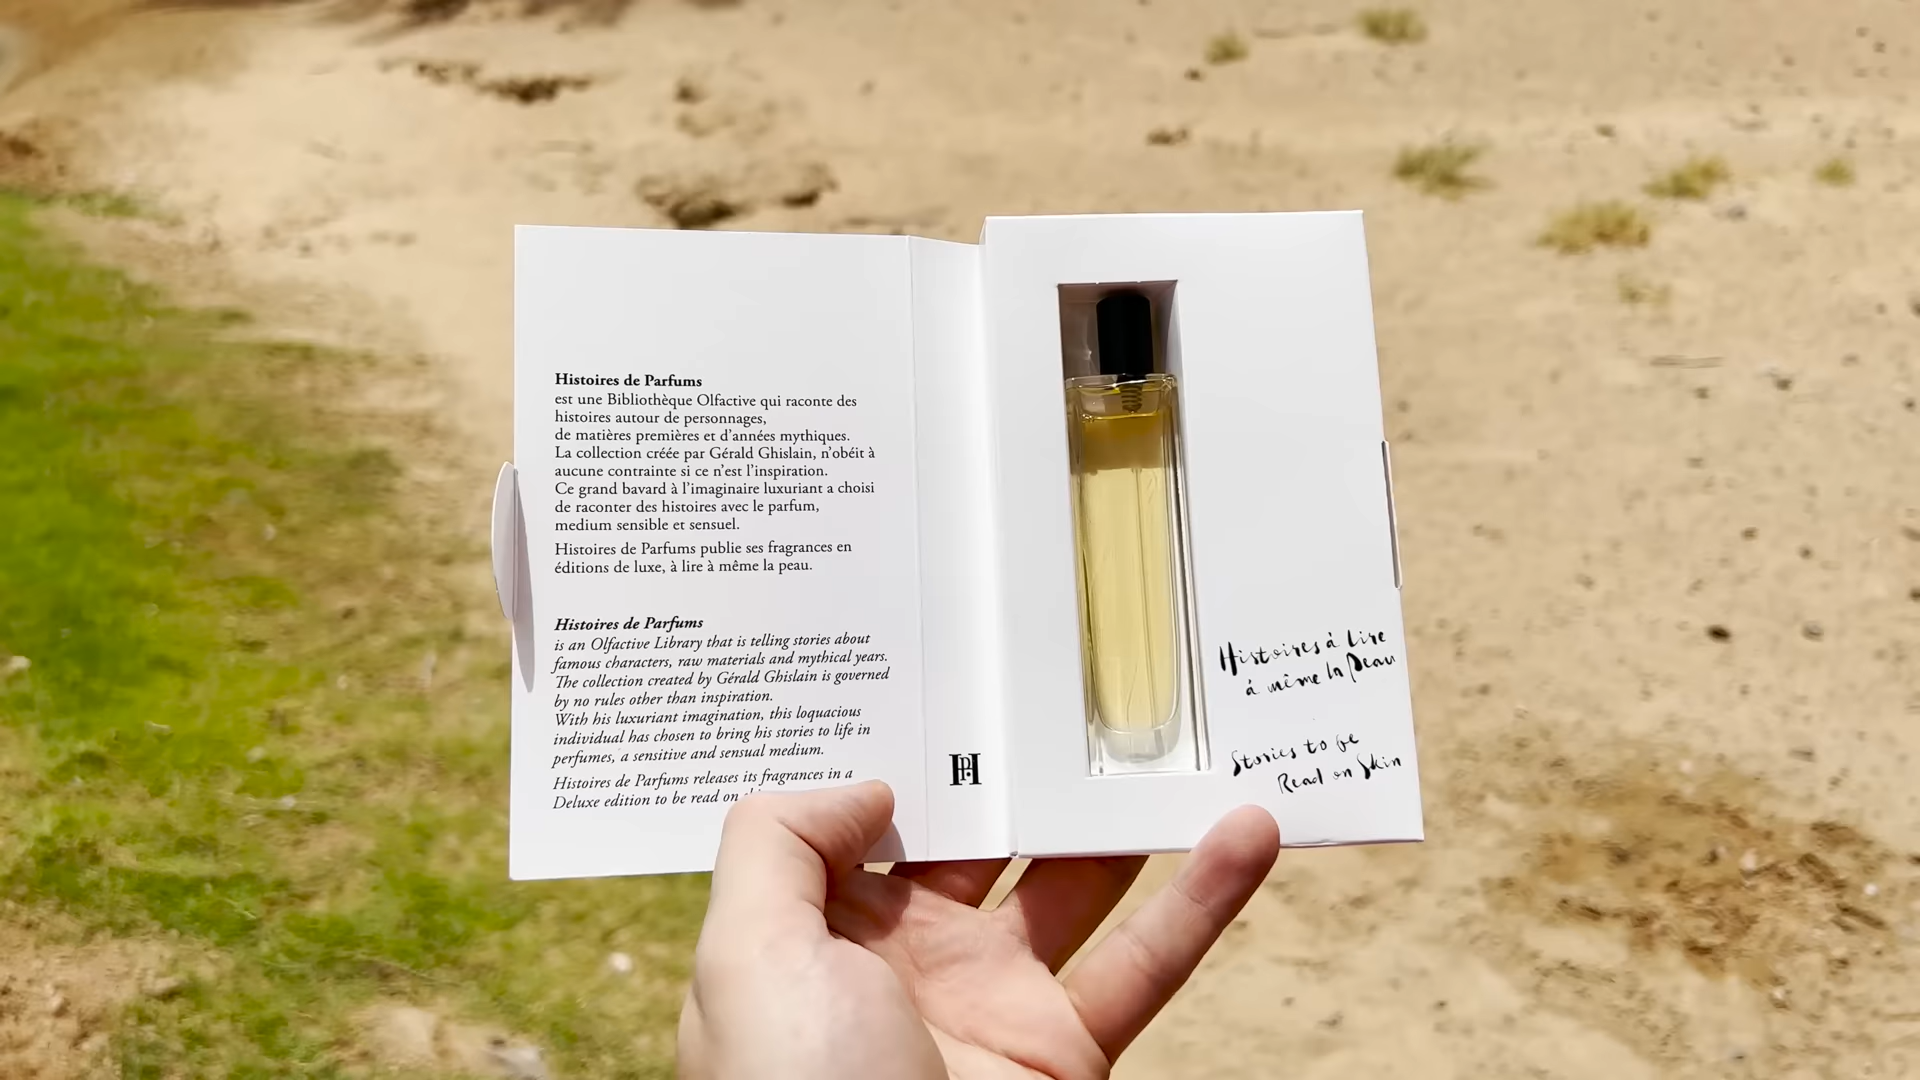 Histoires de Parfums
est une Bibliothèque Olfactive qui raconte des
histoires autour de personnages,
de matières premières et d'années mythiques.
La collection créée par Gérald Ghislain, n'obéit à
aucune contrainte si ce n'est l'inspiration.
Ce grand bavard à l'imaginaire luxuriant a choisi
de raconter des histoires avec le parfum,
medium sensible et sensuel.
Histoires de Parfums publie ses fragrances en
éditions de luxe, à lire à même la peau.
Histoires de Parfums
is an Olfactive Library that is telling stories about
famous characters, raw materials and mythical years.
The collection created by Gérald Ghislain is governed
by no rules other than inspiration.
With his luxuriant imagination, this loquacious
individual has chosen to bring his stories to life in
perfumes, a sensitive and sensual medium.
Histoires de Parfums releases its fragrances in a
Deluxe edition to be read on
HP
Histoires à Lire
à même la Peau
Stories to be
Read on Skin